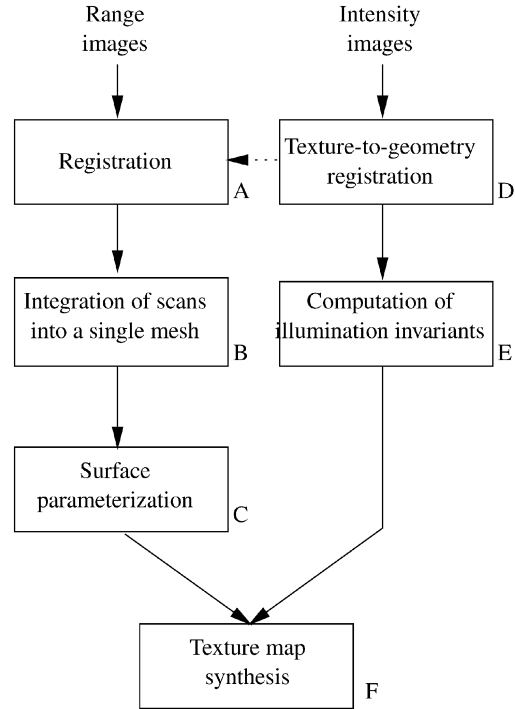 Range
images
Intensity
images
Registration
A
Texture-to-geometry
registration
D
Integration of scans
into a single mesh
B
Computation of
illumination invariants
E
Surface
parameterization
C
Texture map
synthesis
F